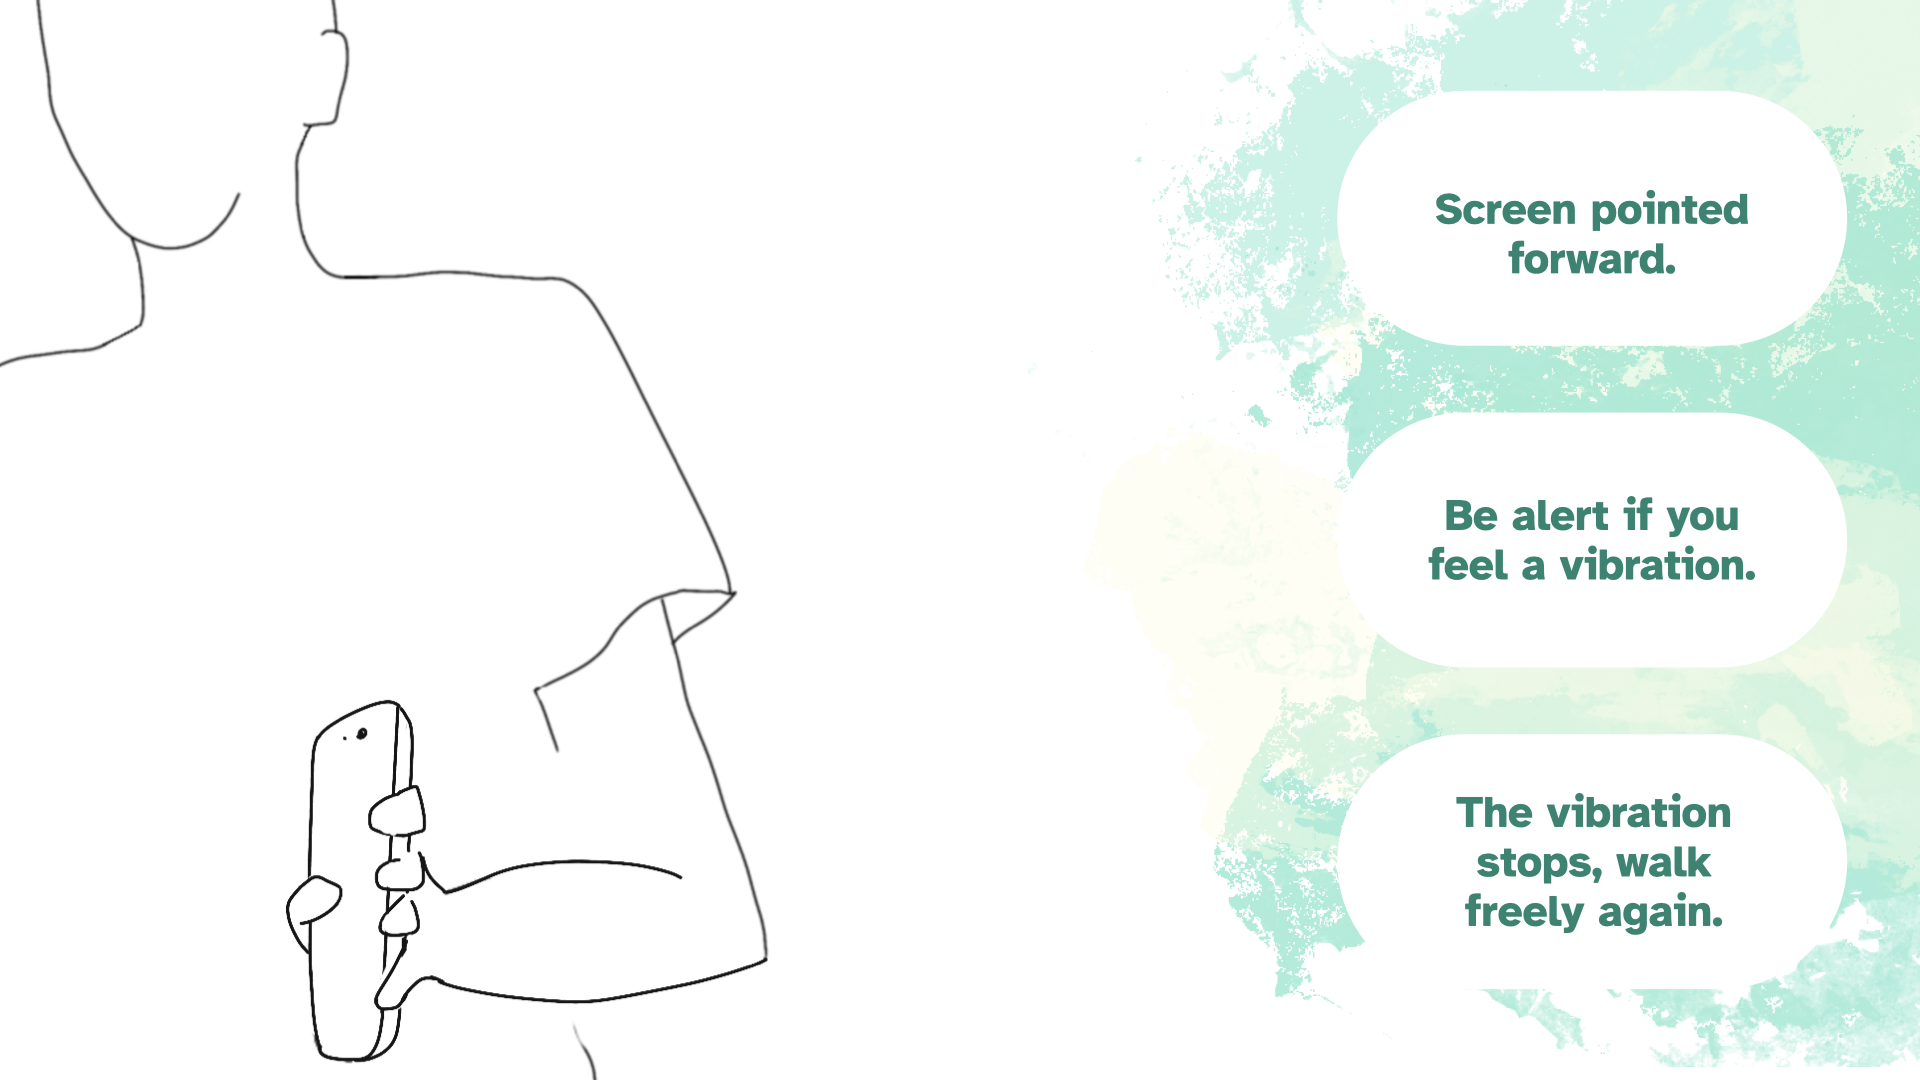 Screen pointed
forward.
Be alert if you
feel a vibration.
The vibration
stops, walk
freely again.